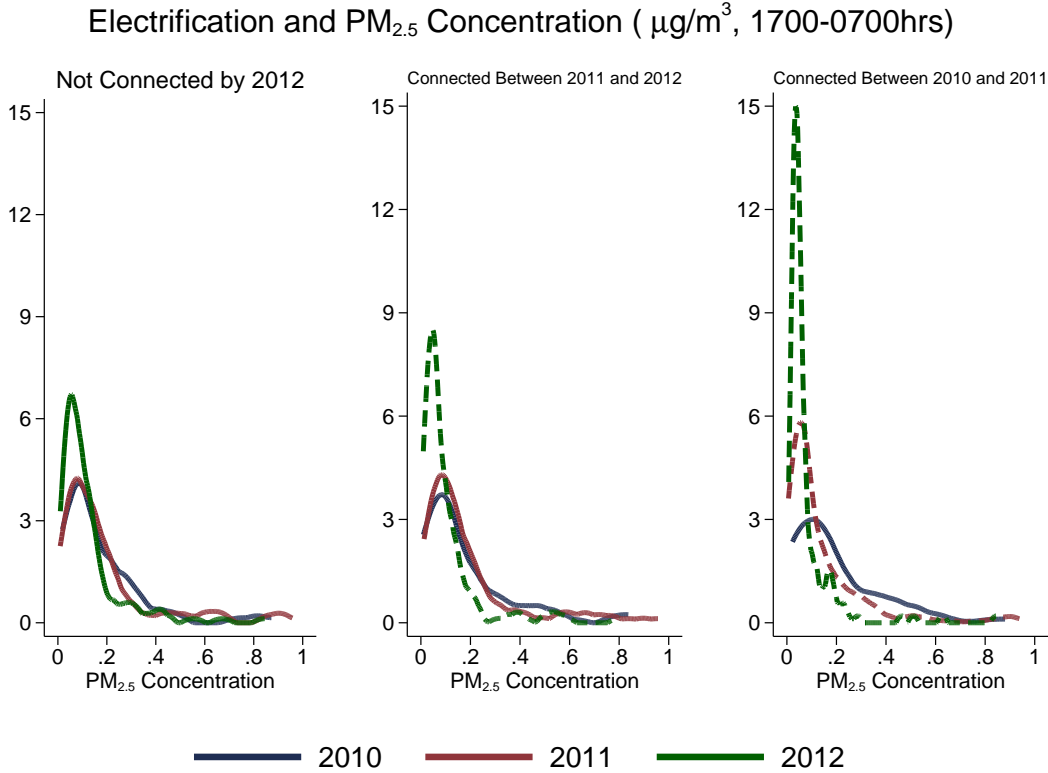 Electrification and PM2.5 Concentration ( μg/m3, 1700-0700hrs)
Not Connected by 2012
Connected Between 2011 and 2012
Connected Between 2010 and 2011
15
12
9
6
3
0
0 .2 .4 .6 .8 1
PM2.5 Concentration
15
12
9
6
3
0
0 .2 .4 .6 .8 1
PM2.5 Concentration
15
12
9
6
3
0
0 .2 .4 .6 .8 1
PM2.5 Concentration
2010 2011 2012